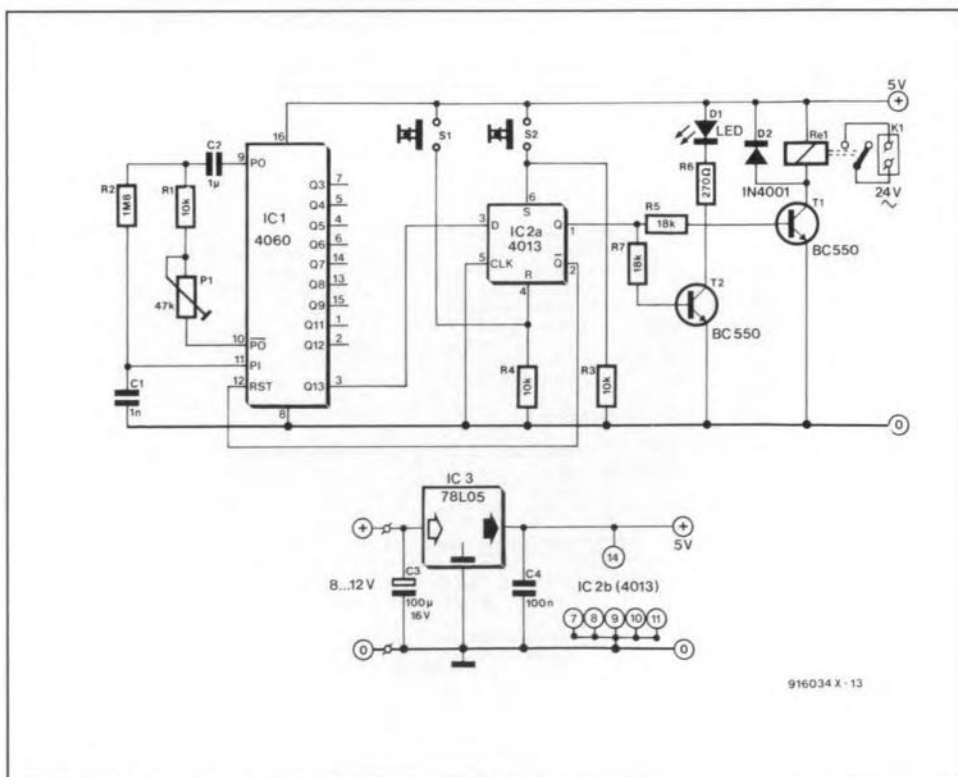 5V
+
16
S1
S2
D1
LED
D2
1N4001
Re1
K1
24V
~
R6
270Ω
C2
1µ
9
PO
R2
1M8
R1
10k
P1
47k
IC1
4060
Q3
7
Q4
5
Q5
4
Q6
6
Q7
14
Q8
13
Q9
15
Q11
1
Q12
2
10
PO
11
PI
12
RST
Q13
3
8
C1
1n
6
S
3
D
IC2a
4013
Q
1
5
CLK
Q
2
R
4
R5
18k
R7
18k
T1
BC550
T2
BC550
R4
10k
R3
10k
0
IC 3
78L05
+
+
5V
14
8...12V
C3
100µ
16V
C4
100n
IC 2b (4013)
7 8 9 10 11
0
0
916034 X - 13